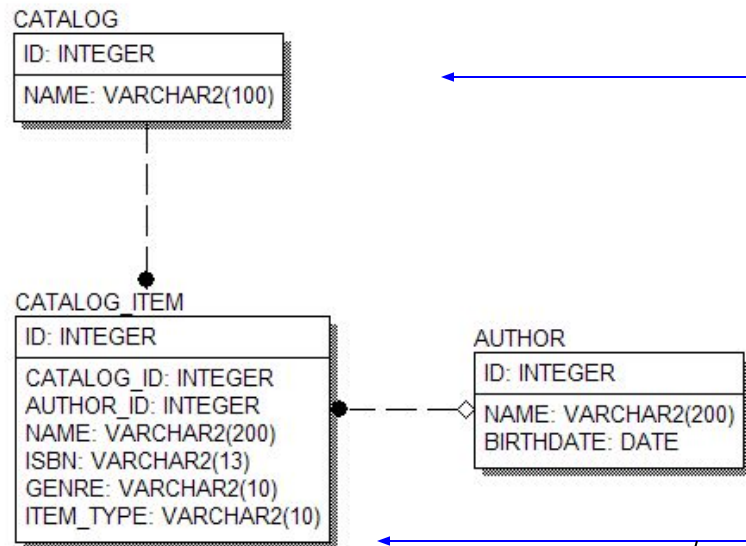 CATALOG
ID: INTEGER
NAME: VARCHAR2(100)
CATALOG_ITEM
ID: INTEGER
CATALOG_ID: INTEGER
AUTHOR_ID: INTEGER
NAME: VARCHAR2(200)
ISBN: VARCHAR2(13)
GENRE: VARCHAR2(10)
ITEM_TYPE: VARCHAR2(10)
AUTHOR
ID: INTEGER
NAME: VARCHAR2(200)
BIRTHDATE: DATE